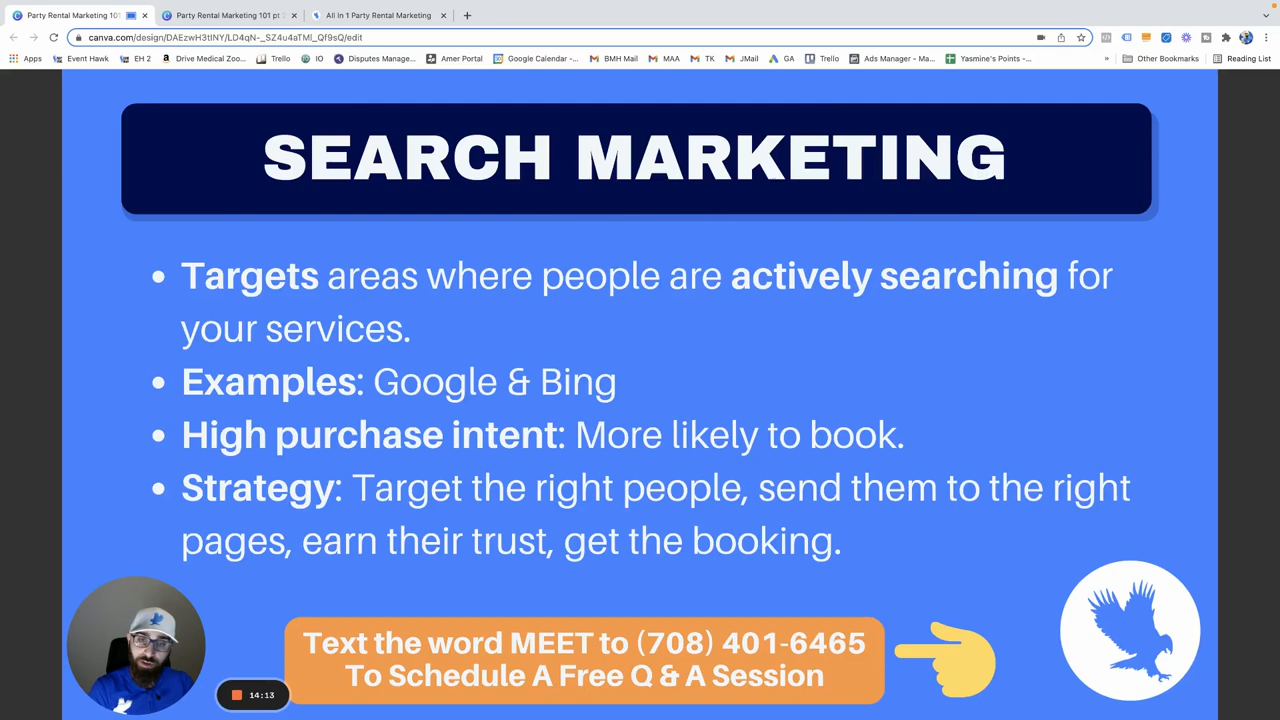 Party Rental Marketing 101
Party Rental Marketing 101 pt
All In 1 Party Rental Marketing
canva.com/design/DAEzwH3tINY/LD4qN-_SZ4u4aTMI_Qf9sQ/edit
Apps
Event Hawk
EH 2
Drive Medical Zoo...
Trello
IO
Disputes Manage...
Amer Portal
Google Calendar -...
BMH Mail
MAA
TK
JMail
GA
Trello
Ads Manager - Ma...
Yasmine's Points -...
»
Other Bookmarks
Reading List
SEARCH MARKETING
• Targets areas where people are actively searching for
your services.
• Examples: Google & Bing
• High purchase intent: More likely to book.
• Strategy: Target the right people, send them to the right
pages, earn their trust, get the booking.
Text the word MEET to (708) 401-6465
To Schedule A Free Q & A Session
14:13